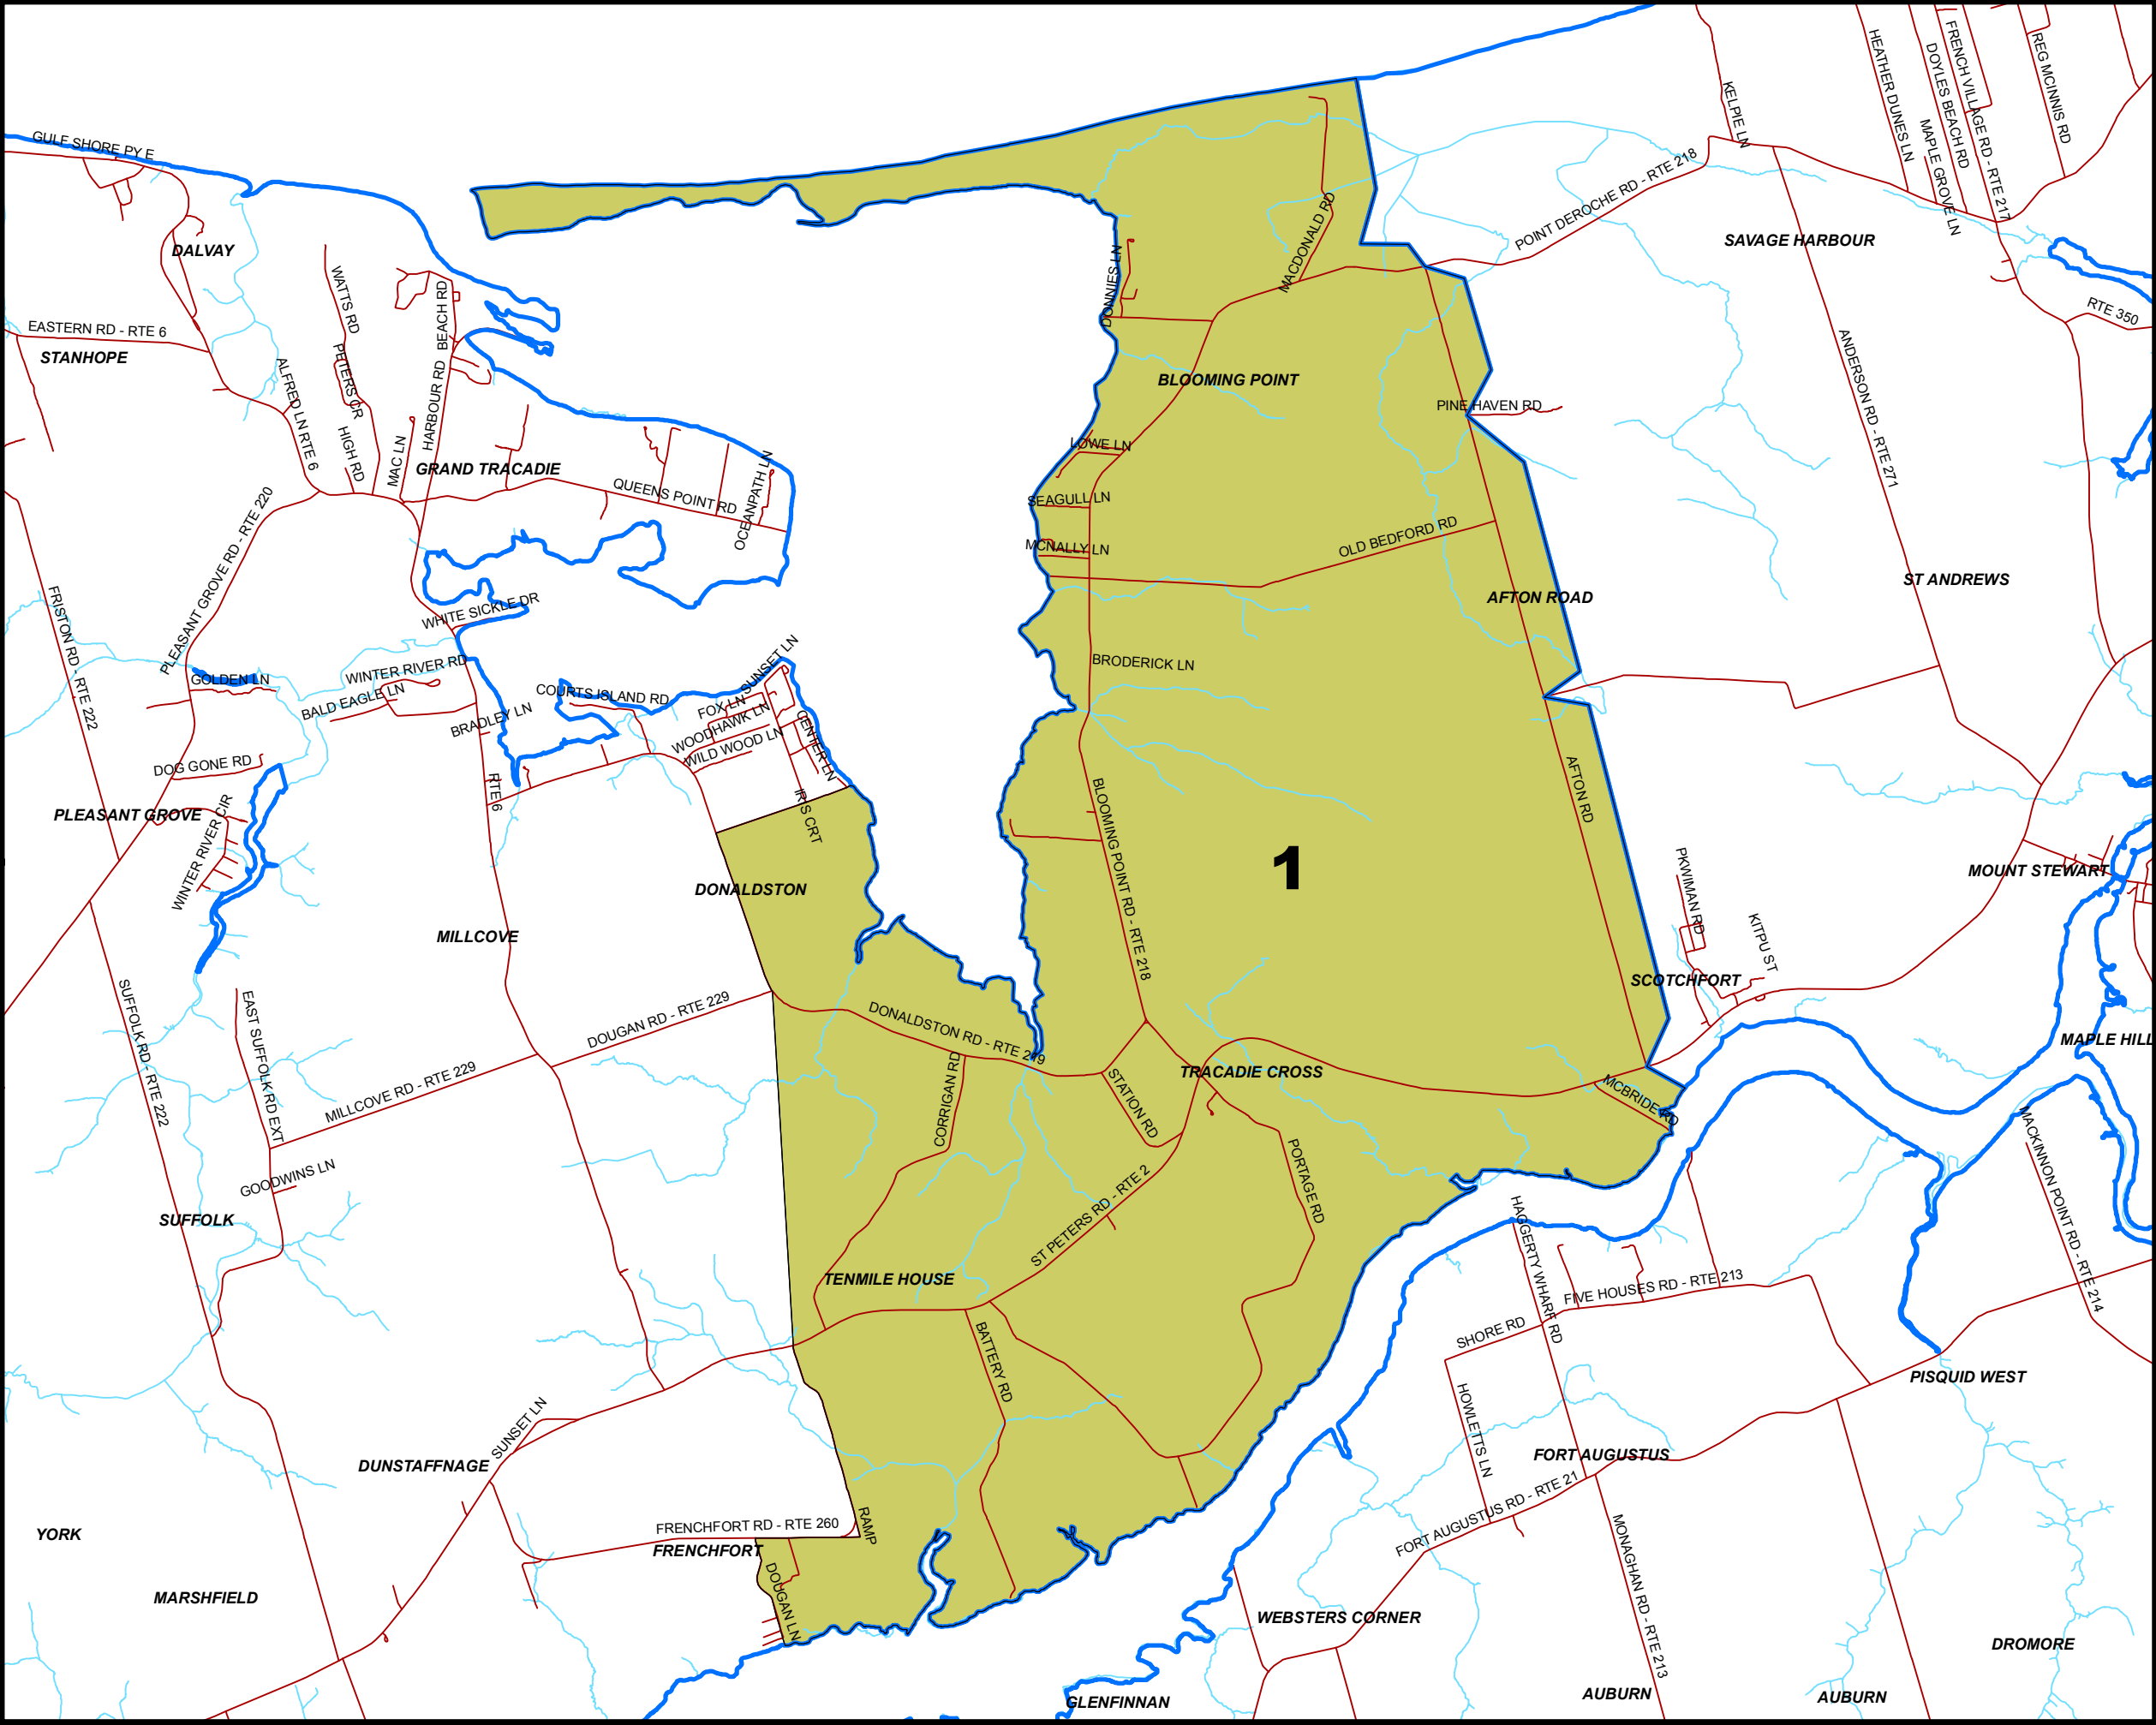 GULF SHORE PY E
DALVAY
EASTERN RD - RTE 6
STANHOPE
WATTS RD
PETERS CR
ALFRED LN
RTE 6
HIGH RD
MAC LN
HARBOUR RD
BEACH RD
GRAND TRACADIE
QUEENS POINT RD
OCEANPATH LN
PLEASANT GROVE RD - RTE 220
FRISTON RD - RTE 222
WHITE SICKLE DR
WINTER RIVER RD
GOLDEN LN
BALD EAGLE LN
BRADLEY LN
COURTS ISLAND RD
SUNSET LN
FOX LN
WOODHAWK LN
WILD WOOD LN
CENTER LN
IRIS CRT
DOG GONE RD
RTE 6
PLEASANT GROVE
WINTER RIVER CIR
DONALDSTON
MILLCOVE
SUFFOLK RD - RTE 222
EAST SUFFOLK RD EXT
DOUGAN RD - RTE 229
MILLCOVE RD - RTE 229
GOODWINS LN
SUFFOLK
DONALDSTON RD - RTE 219
CORRIGAN RD
STATION RD
TRACADIE CROSS
ST PETERS RD - RTE 2
PORTAGE RD
TENMILE HOUSE
BATTERY RD
SUNSET LN
DUNSTAFFNAGE
FRENCHFORT RD - RTE 260
RAMP
FRENCHFORT
DOUGAN LN
YORK
MARSHFIELD
DONNIES LN
MACDONALD RD
BLOOMING POINT
LOWE LN
SEAGULL LN
MCNALLY LN
OLD BEDFORD RD
PINE HAVEN RD
AFTON ROAD
BRODERICK LN
BLOOMING POINT RD - RTE 218
1
AFTON RD
POINT DEROCHE RD - RTE 218
KELPIE LN
HEATHER DUNES LN
DOYLES BEACH RD
MAPLE GROVE LN
FRENCH VILLAGE RD - RTE 217
REG MCINNIS RD
SAVAGE HARBOUR
RTE 350
ANDERSON RD - RTE 271
ST ANDREWS
MOUNT STEWART
PKWIMAN RD
KITPU ST
SCOTCHFORT
MAPLE HILL
MCBRIDE RD
MACKINNON POINT RD - RTE 214
HAGGERTY WHARF RD
FIVE HOUSES RD - RTE 213
SHORE RD
HOWLETTS LN
PISQUID WEST
FORT AUGUSTUS
FORT AUGUSTUS RD - RTE 21
MONAGHAN RD - RTE 213
WEBSTERS CORNER
DROMORE
GLENFINNAN
AUBURN
AUBURN